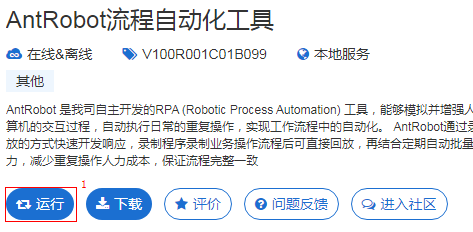 AntRobot流程自动化工具
在线&离线 V100R001C01B099 本地服务
其他
AntRobot 是我司自主开发的RPA (Robotic Process Automation) 工具，能够模拟并增强人
算机的交互过程，自动执行日常的重复操作，实现工作流程中的自动化。 AntRobot通过
放的方式快速开发响应，录制程序录制业务操作流程后可直接回放，再结合定期自动批量
力，减少重复操作人力成本，保证流程完整一致
运行 1 下载 评价 问题反馈 进入社区